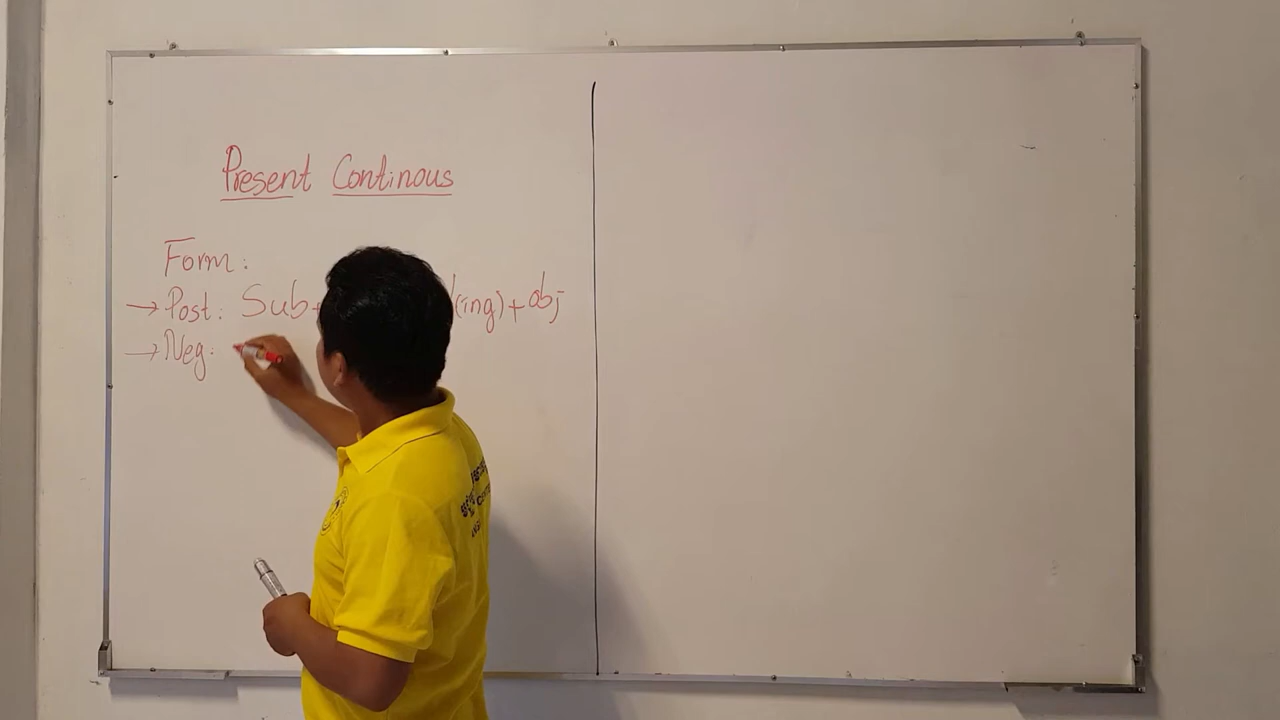 Present Continous
Form:
→ Post: Sub+ (ing) + obj
→ Neg: